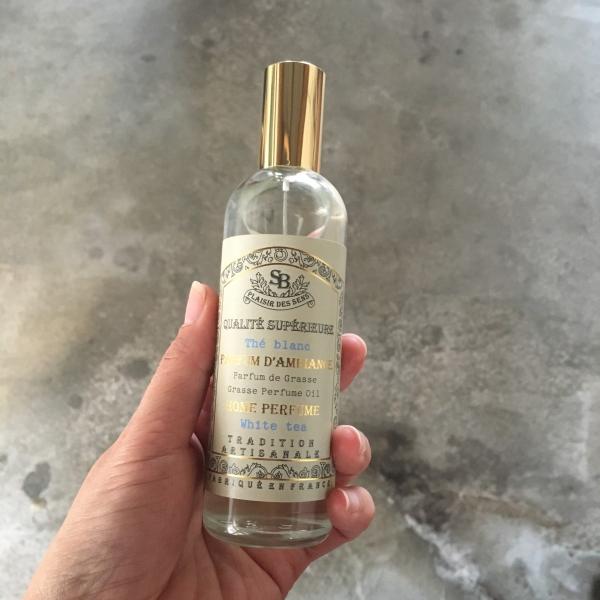 SB
PLAISIR DES SENS
QUALITÉ SUPÉRIEURE
Thé blanc
PARFUM D'AMBIANCE
Parfum de Grasse
Grasse Perfume Oil
HOME PERFUME
White tea
TRADITION
ARTISANALE
FABRIQUÉ EN FRANCE